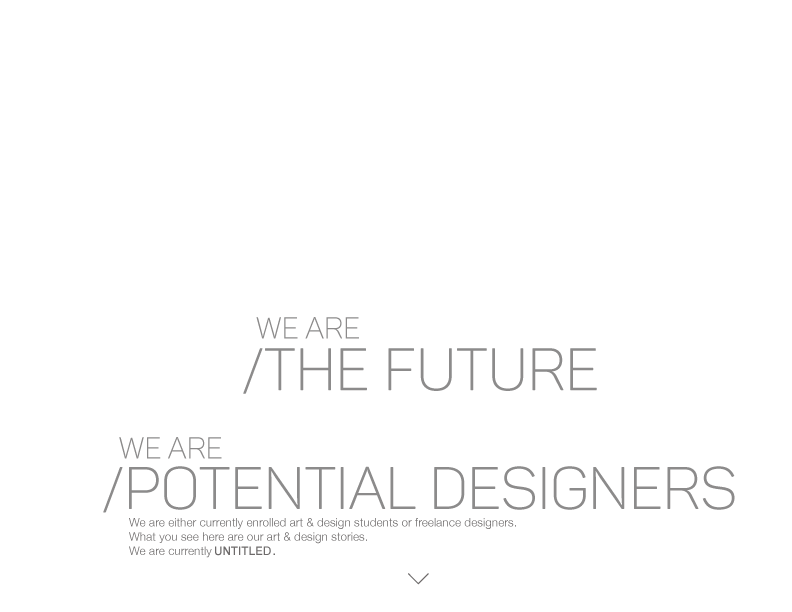 WE ARE
/THE FUTURE
WE ARE
/POTENTIAL DESIGNERS
We are either currently enrolled art & design students or freelance designers.
What you see here are our art & design stories.
We are currently UNTITLED.